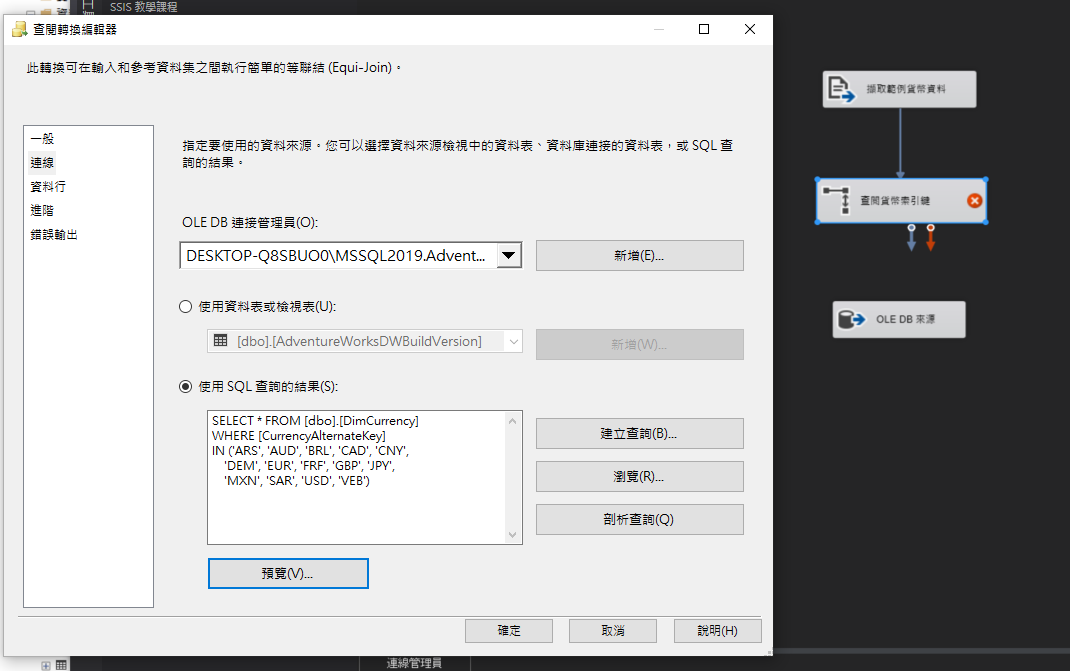 SSIS 教學課程
查閱轉換編輯器
此轉換可在輸入和參考資料集之間執行簡單的等聯結 (Equi-Join)。
一般
連線
資料行
進階
錯誤輸出
指定要使用的資料來源。您可以選擇資料來源檢視中的資料表、資料庫連接的資料表，或 SQL 查
詢的結果。
OLE DB 連接管理員(O):
DESKTOP-Q8SBUO0\MSSQL2019.Advent...
新增(E)...
使用資料表或檢視表(U):
[dbo].[AdventureWorksDWBuildVersion]
新增(W)...
使用 SQL 查詢的結果(S):
SELECT * FROM [dbo].[DimCurrency]
WHERE [CurrencyAlternateKey]
IN ('ARS', 'AUD', 'BRL', 'CAD', 'CNY',
'DEM', 'EUR', 'FRF', 'GBP', 'JPY',
'MXN', 'SAR', 'USD', 'VEB')
建立查詢(B)...
瀏覽(R)...
剖析查詢(Q)
預覽(V)...
確定
取消
說明(H)
擷取範例貨幣資料
查閱貨幣索引鍵
OLE DB 來源
連線管理員